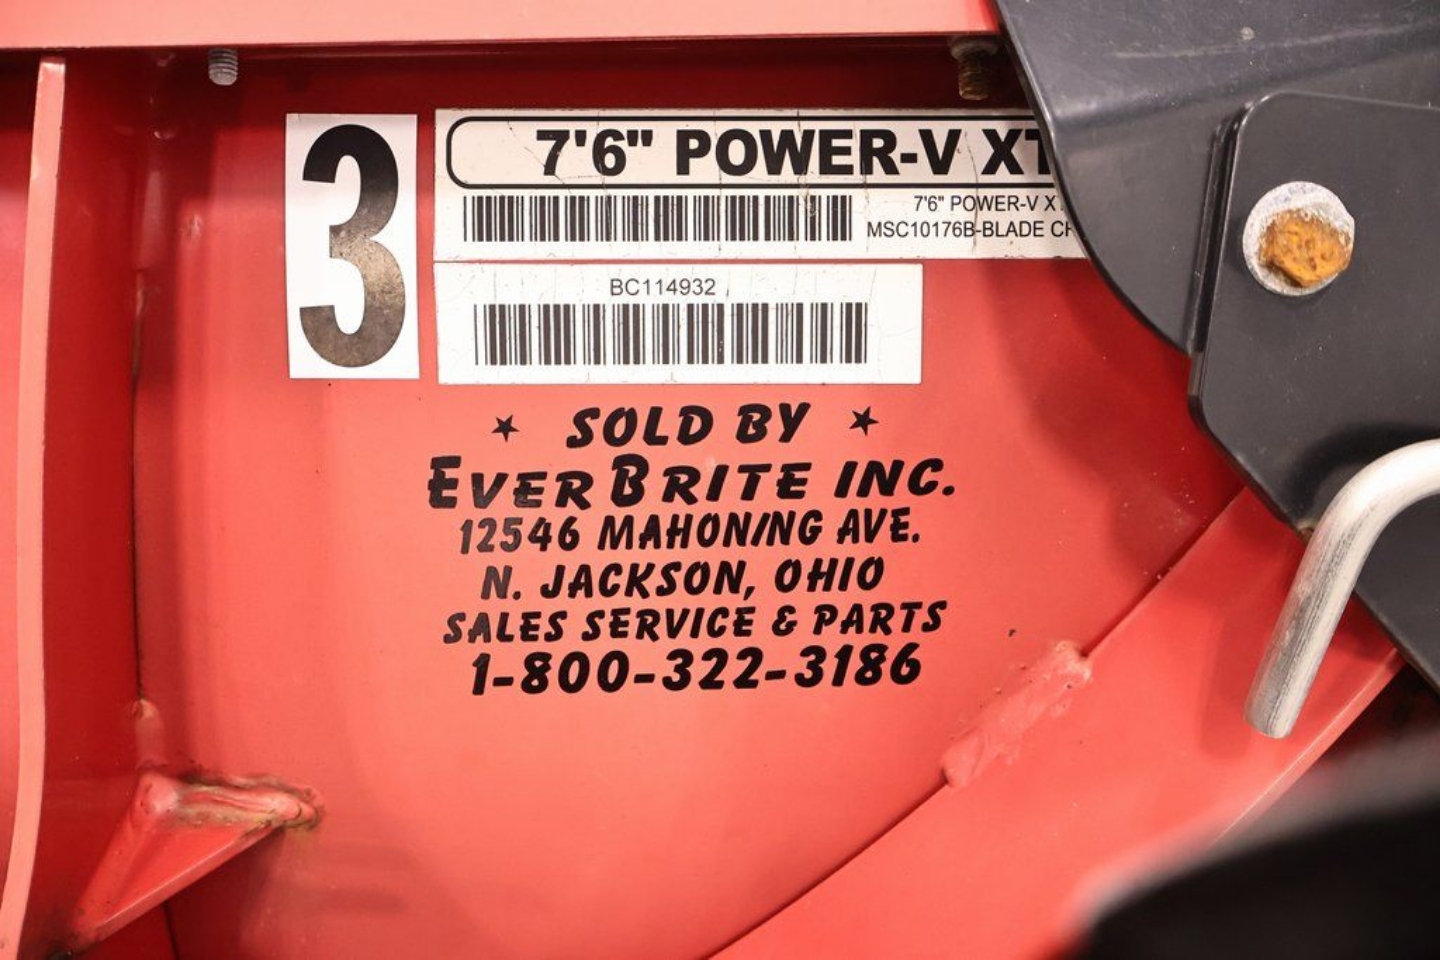 3
7'6" POWER-V XT
7'6" POWER-V XT
MSC10176B-BLADE
BC114932
SOLD BY
EVERBRITE INC.
12546 MAHONING AVE.
N. JACKSON, OHIO
SALES SERVICE & PARTS
1-800-322-3186